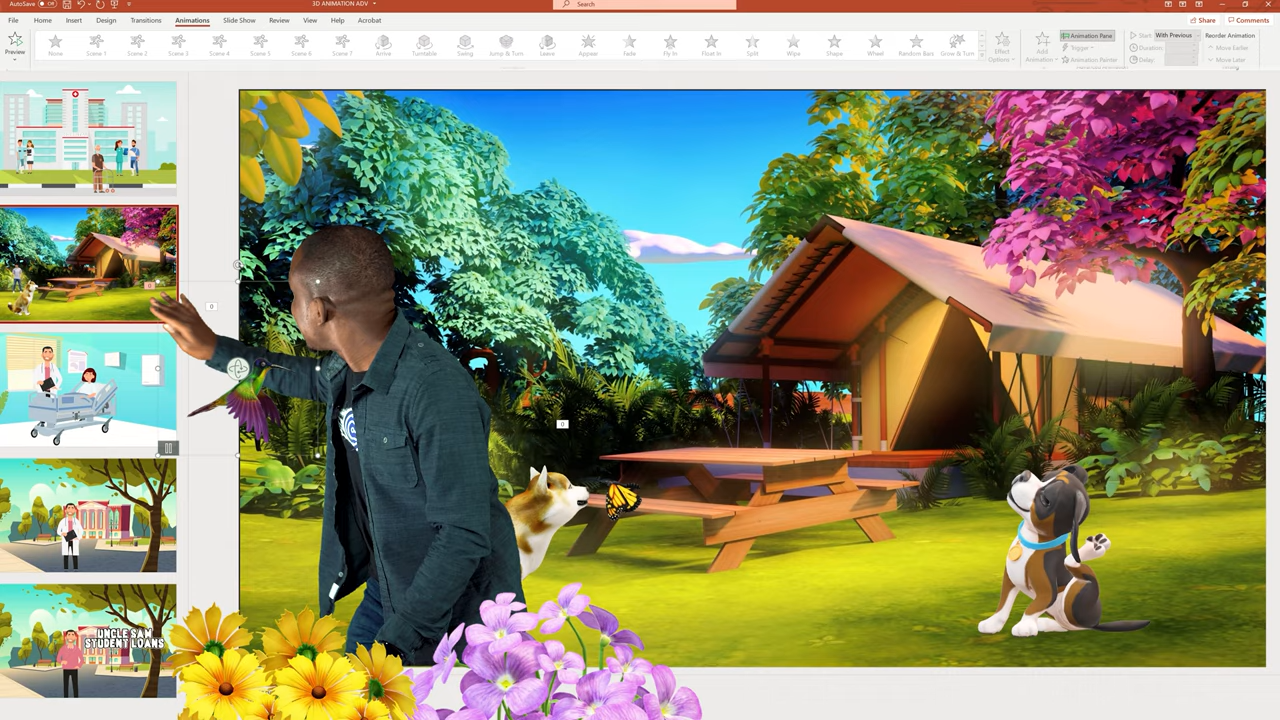 AutoSave Off
3D ANIMATION ADV
Search
File Home Insert Design Transitions Animations Slide Show Review View Help Acrobat
Share Comments
Preview
None Scene 1 Scene 2 Scene 3 Scene 4 Scene 5 Scene 6 Scene 7 Arrive Turntable Swing Jump & Turn Leave Appear Fade Fly In Float In Split Wipe Shape Wheel Random Bars Grow & Turn
Effect Options
Add Animation
Animation Pane
Trigger
Animation Painter
Start: With Previous
Duration:
Delay:
Reorder Animation
Move Earlier
Move Later
0
0
UNCLE SAM
STUDENT LOANS